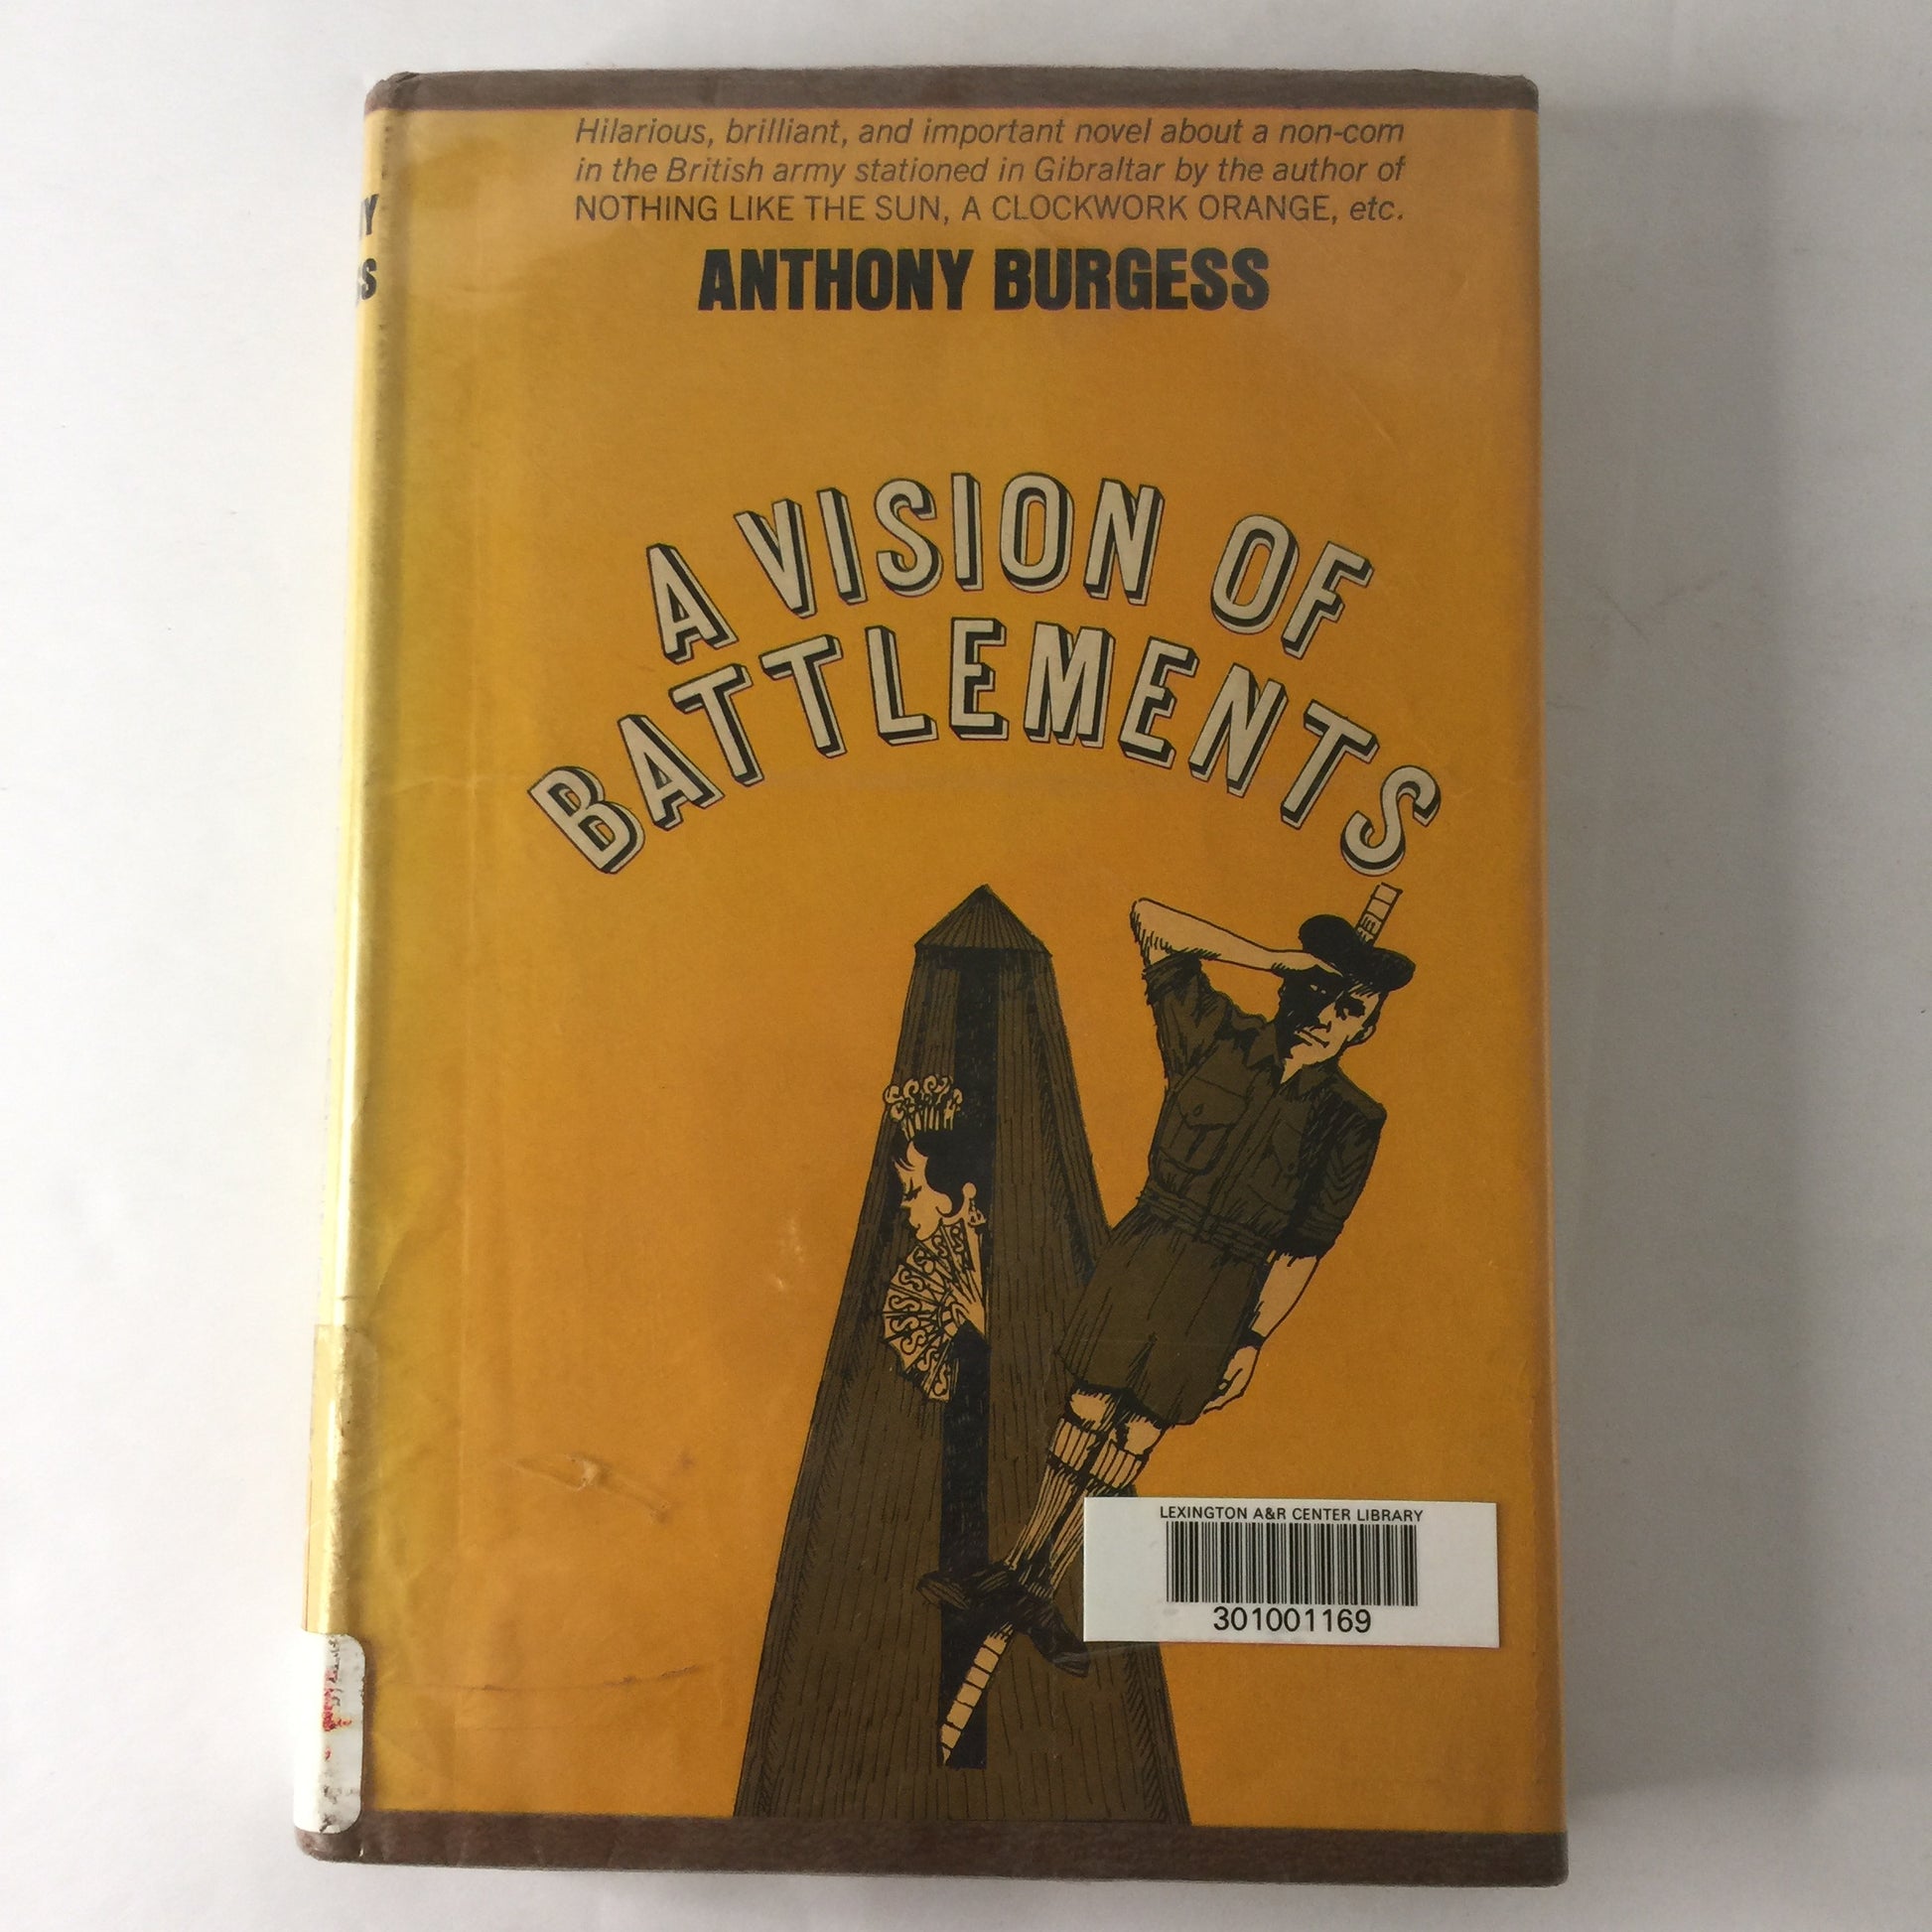 Hilarious, brilliant, and important novel about a non-com
in the British army stationed in Gibraltar by the author of
NOTHING LIKE THE SUN, A CLOCKWORK ORANGE, etc.
ANTHONY BURGESS
A VISION OF
BATTLEMENTS
LEXINGTON A&R CENTER LIBRARY
301001169